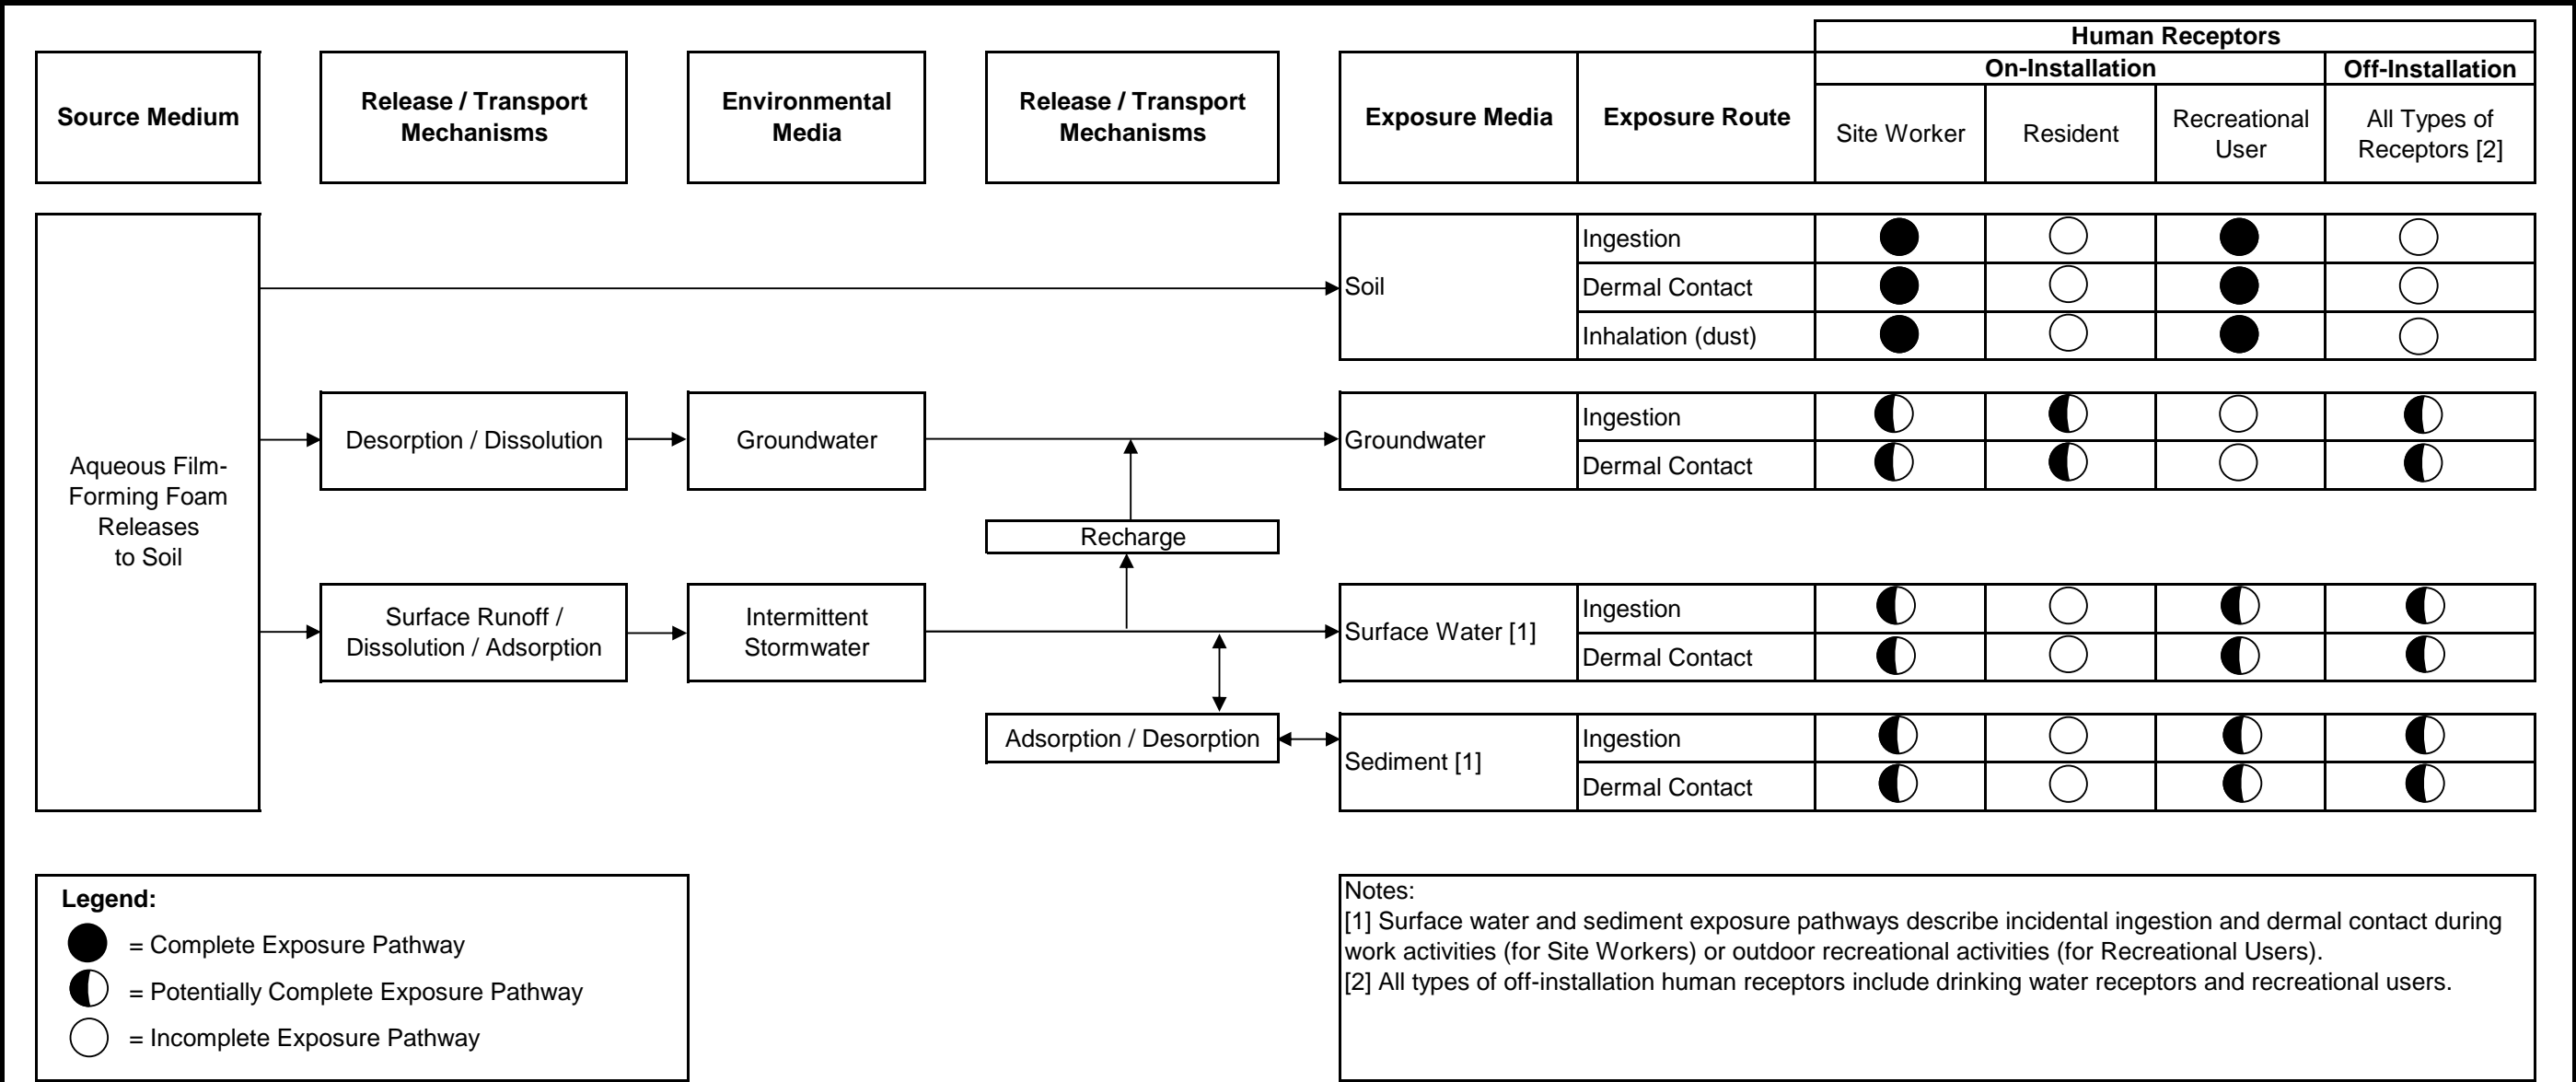 Human Receptors
On-Installation
Off-Installation
Source Medium
Release / Transport
Mechanisms
Environmental
Media
Release / Transport
Mechanisms
Exposure Media
Exposure Route
Site Worker
Resident
Recreational
User
All Types of
Receptors [2]
Aqueous Film-
Forming Foam
Releases
to Soil
Soil
Ingestion
Dermal Contact
Inhalation (dust)
Desorption / Dissolution
Groundwater
Groundwater
Ingestion
Dermal Contact
Recharge
Surface Runoff /
Dissolution / Adsorption
Intermittent
Stormwater
Surface Water [1]
Ingestion
Dermal Contact
Adsorption / Desorption
Sediment [1]
Ingestion
Dermal Contact
Legend:
= Complete Exposure Pathway
= Potentially Complete Exposure Pathway
= Incomplete Exposure Pathway
Notes:
[1] Surface water and sediment exposure pathways describe incidental ingestion and dermal contact during
work activities (for Site Workers) or outdoor recreational activities (for Recreational Users).
[2] All types of off-installation human receptors include drinking water receptors and recreational users.